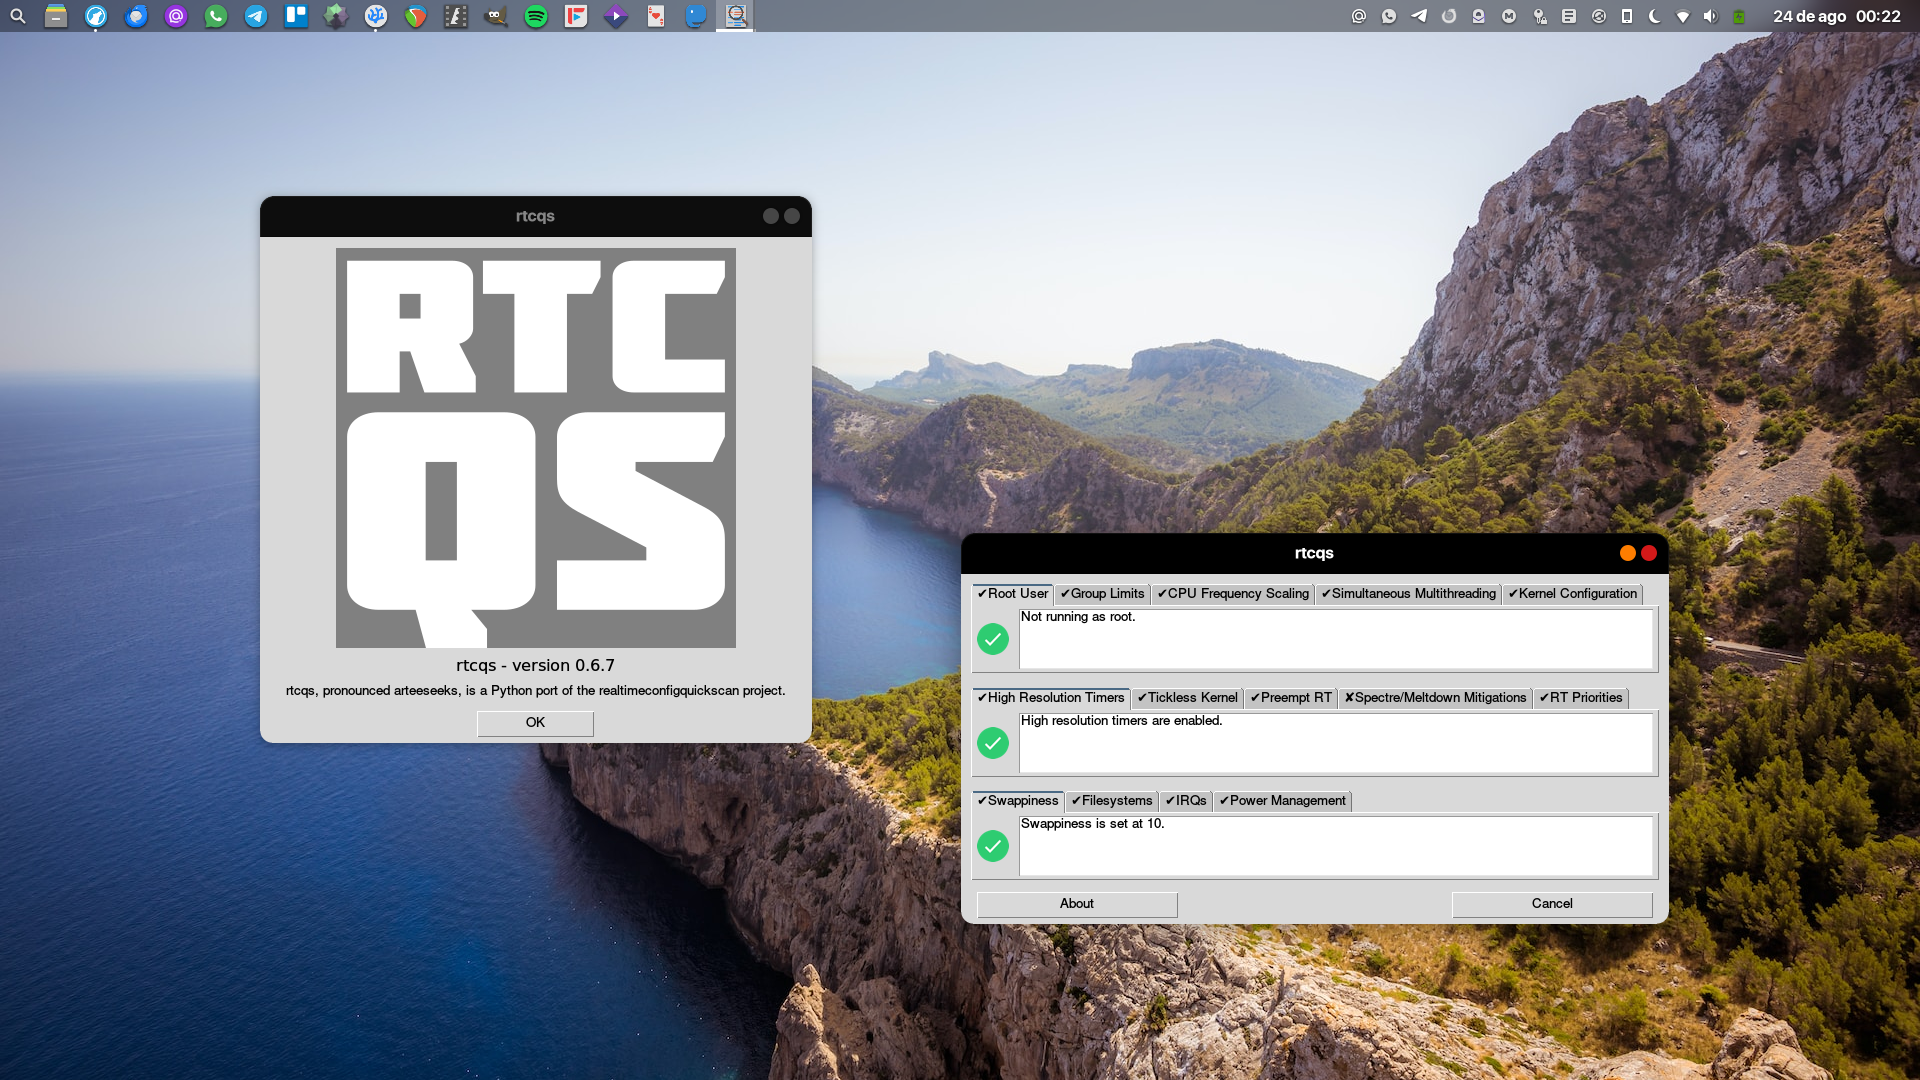 24 de ago 00:22
rtcqs
RTC
QS
rtcqs - version 0.6.7
rtcqs, pronounced arteeseeks, is a Python port of the realtimeconfigquickscan project.
OK
rtcqs
✔Root User ✔Group Limits ✔CPU Frequency Scaling ✔Simultaneous Multithreading ✔Kernel Configuration
Not running as root.
✔High Resolution Timers ✔Tickless Kernel ✔Preempt RT ✘Spectre/Meltdown Mitigations ✔RT Priorities
High resolution timers are enabled.
✔Swappiness ✔Filesystems ✔IRQs ✔Power Management
Swappiness is set at 10.
About Cancel